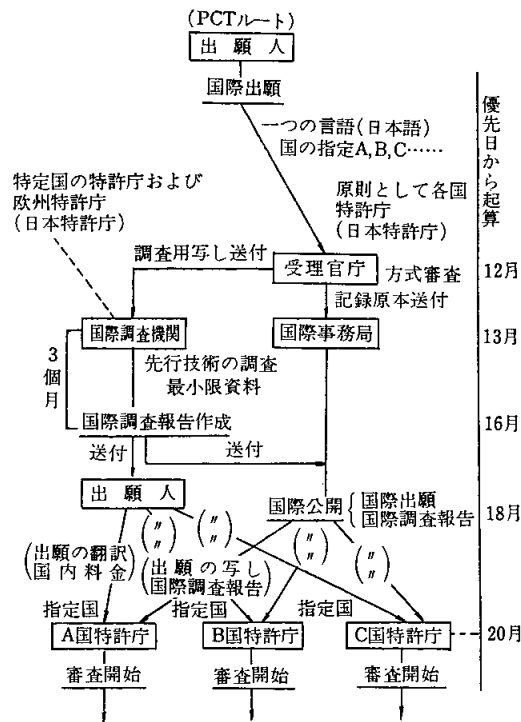 (PCTルート)
出願人
国際出願
一つの言語(日本語)
国の指定A,B,C……
優先日から起算
特定国の特許庁および
欧州特許庁
(日本特許庁)
原則として各国
特許庁
(日本特許庁)
調査用写し送付
受理官庁
方式審査
12月
記録原本送付
国際調査機関
国際事務局
13月
3個月
先行技術の調査
最小限資料
国際調査報告作成
16月
送付
送付
出願人
国際公開
国際出願
国際調査報告
18月
(〃
〃)
(〃
〃)
(〃
〃)
(〃
〃)
(出願の翻訳
国内料金)
(出願の写し
国際調査報告)
指定国
指定国
指定国
A国特許庁
B国特許庁
C国特許庁
20月
審査開始
審査開始
審査開始